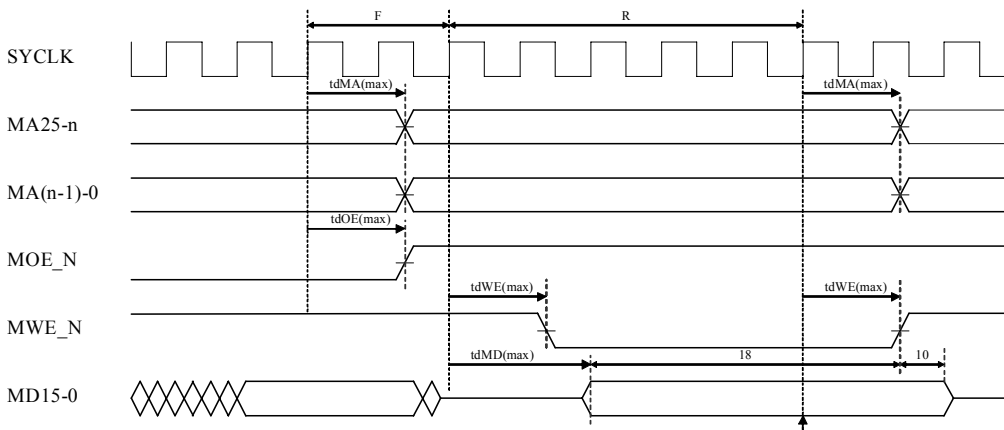 F R
SYCLK
tdMA(max) tdMA(max)
MA25-n
MA(n-1)-0
tdOE(max)
MOE_N
tdWE(max) tdWE(max)
MWE_N
tdMD(max) 18 10
MD15-0